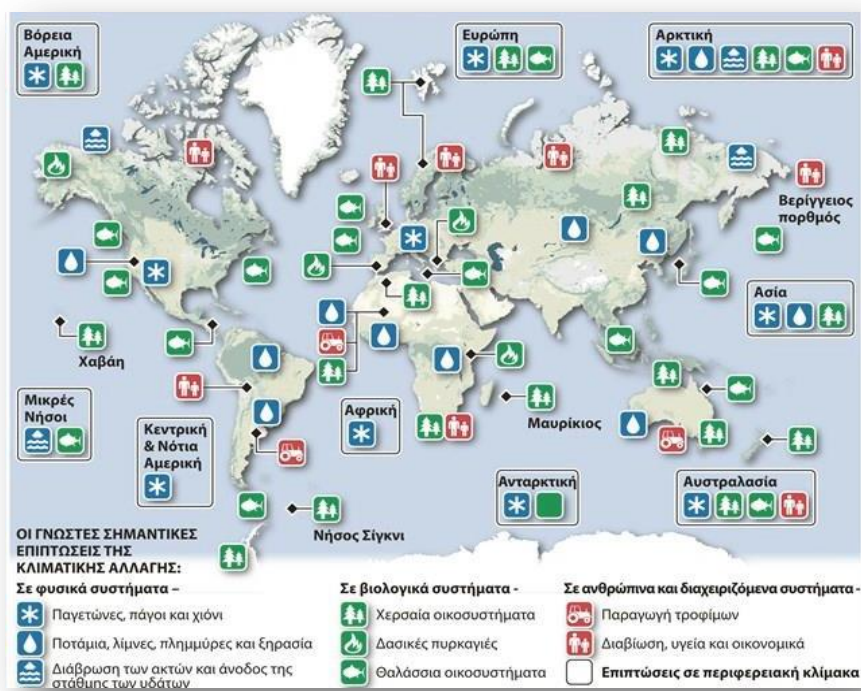 Βόρεια
Αμερική
Ευρώπη
Αρκτική
Βερίγγειος
πορθμός
Ασία
Χαβάη
Μικρές
Νήσοι
Κεντρική
& Νότια
Αμερική
Αφρική
Μαυρίκιος
Ανταρκτική
Αυστραλασία
Νήσος Σίγκνι
ΟΙ ΓΝΩΣΤΕΣ ΣΗΜΑΝΤΙΚΕΣ
ΕΠΙΠΤΩΣΕΙΣ ΤΗΣ
ΚΛΙΜΑΤΙΚΗΣ ΑΛΛΑΓΗΣ:
Σε φυσικά συστήματα –
Παγετώνες, πάγοι και χιόνι
Ποτάμια, λίμνες, πλημμύρες και ξηρασία
Διάβρωση των ακτών και άνοδος της
στάθμης των υδάτων
Σε βιολογικά συστήματα -
Χερσαία οικοσυστήματα
Δασικές πυρκαγιές
Θαλάσσια οικοσυστήματα
Σε ανθρώπινα και διαχειριζόμενα συστήματα -
Παραγωγή τροφίμων
Διαβίωση, υγεία και οικονομικά
Επιπτώσεις σε περιφερειακή κλίμακα